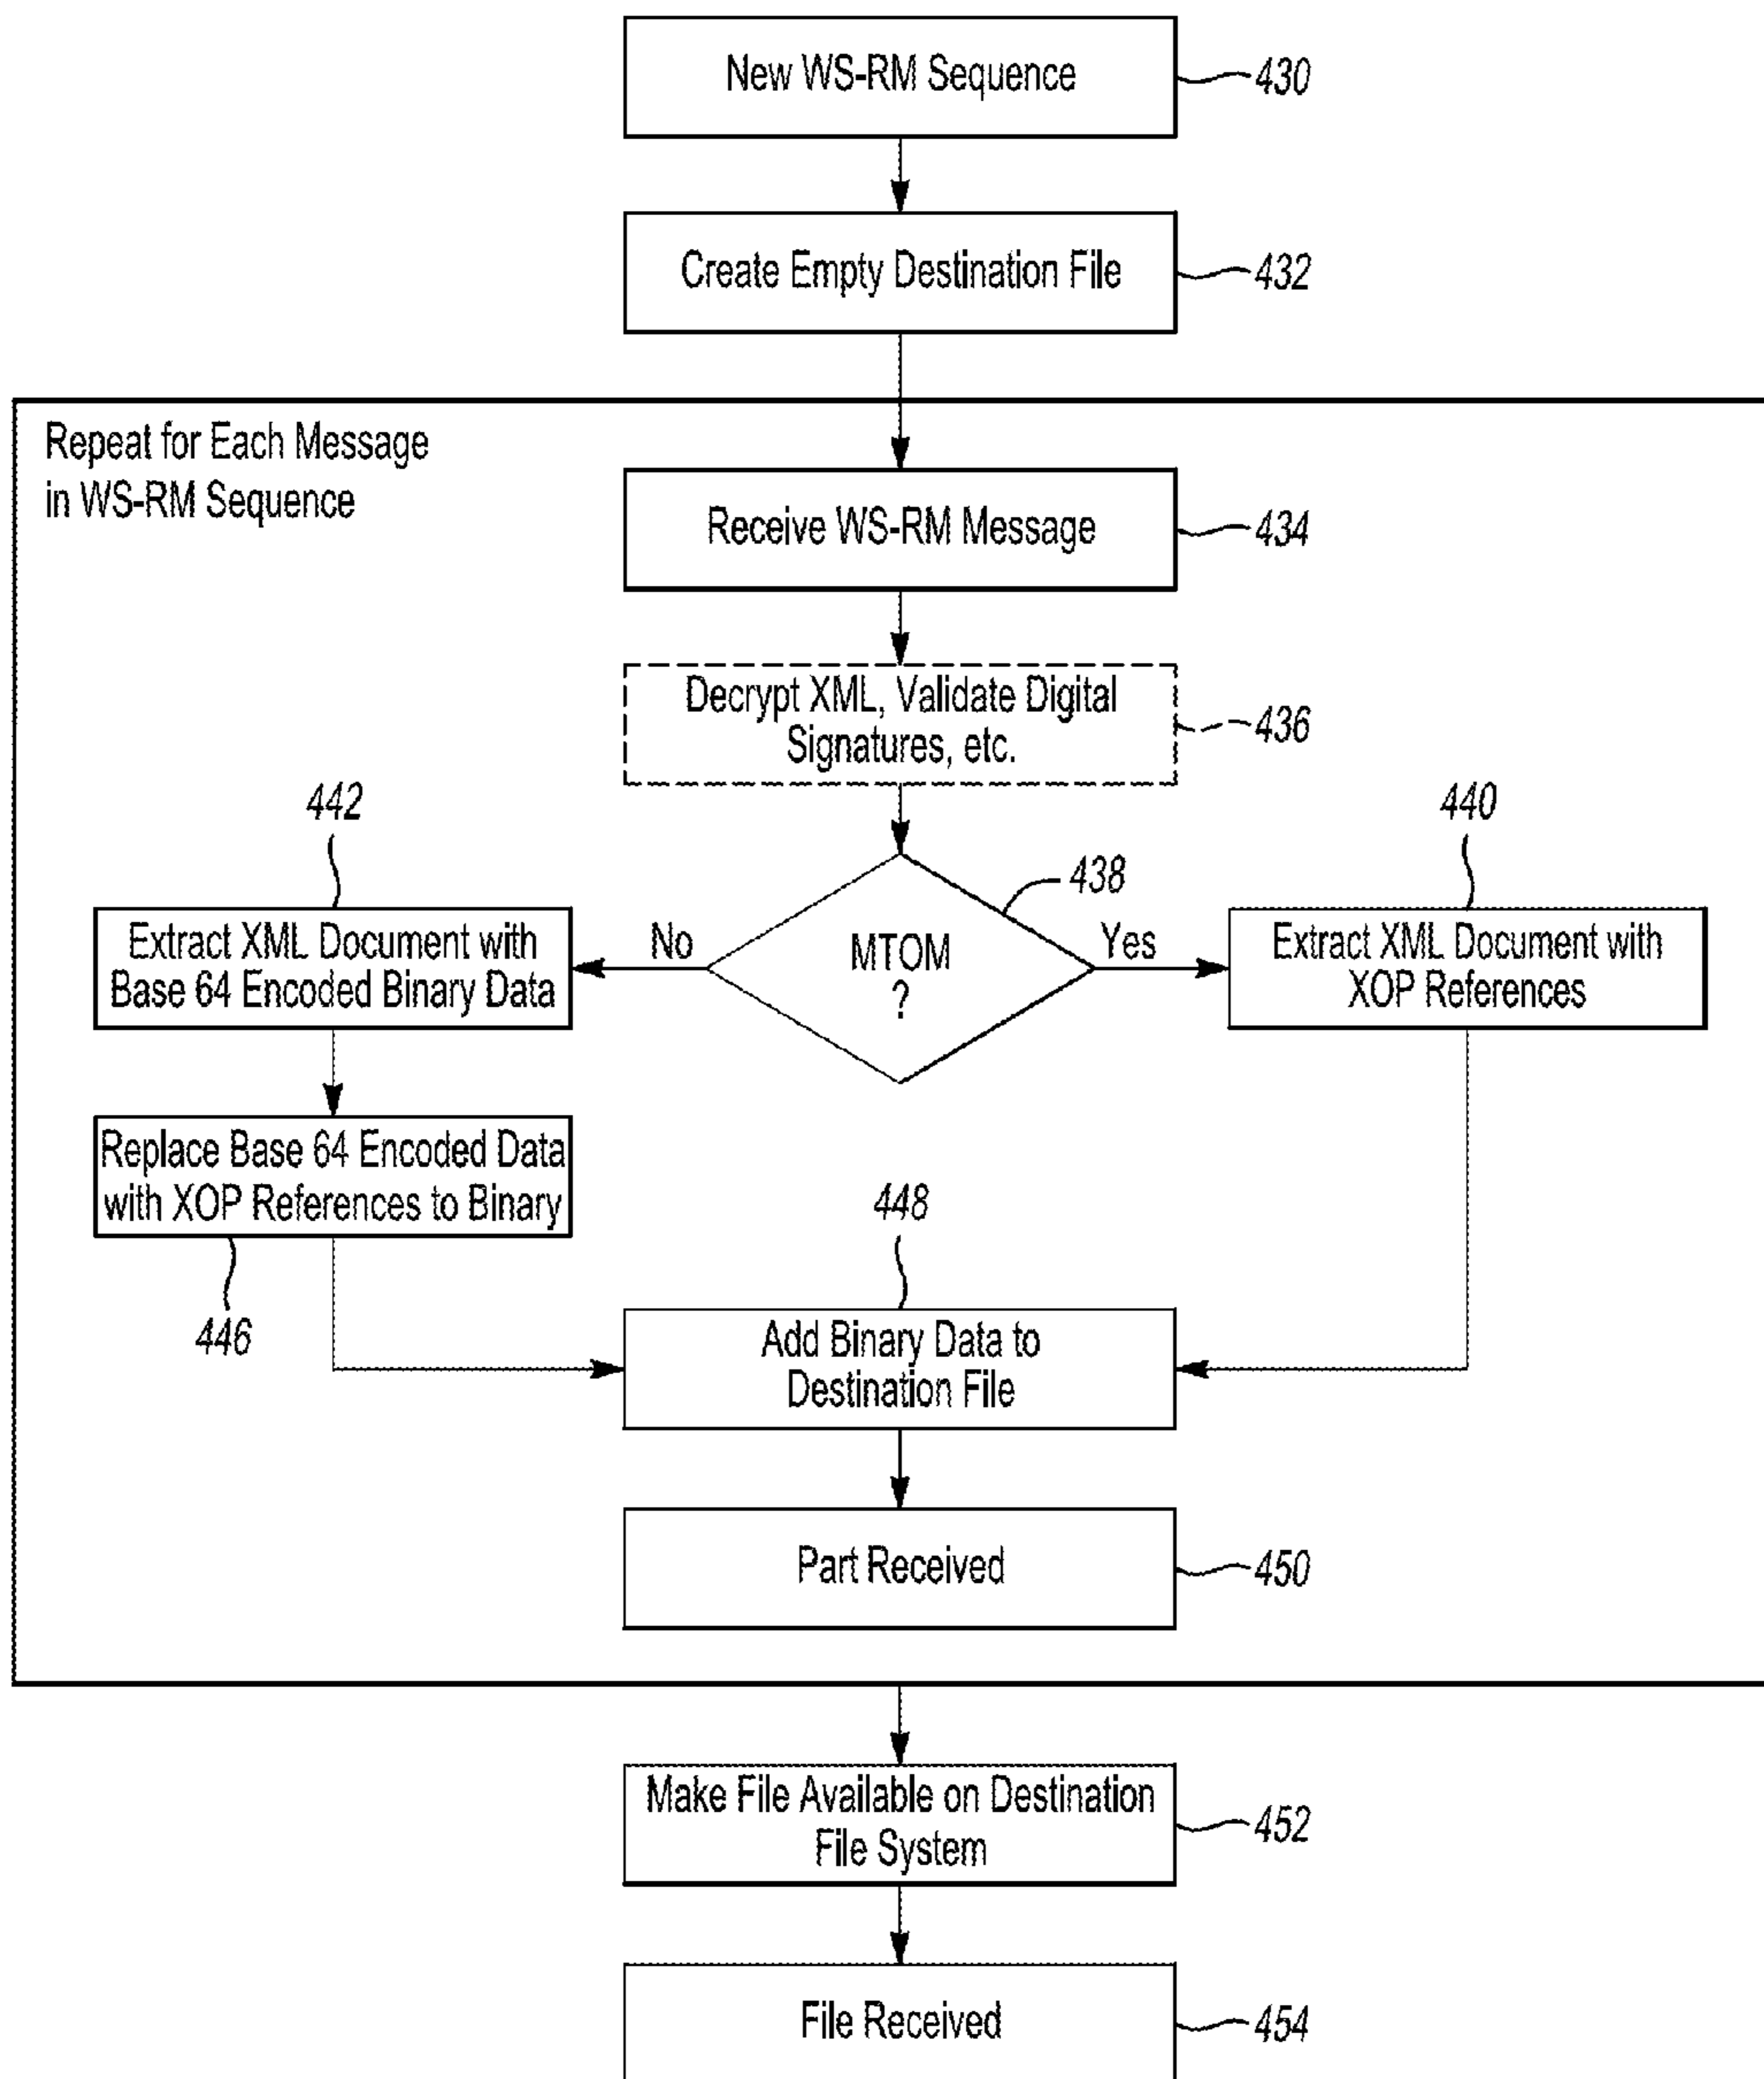 New WS-RM Sequence
430
Create Empty Destination File
432
Repeat for Each Message
in WS-RM Sequence
Receive WS-RM Message
434
Decrypt XML, Validate Digital
Signatures, etc.
436
442
440
438
Extract XML Document with
Base 64 Encoded Binary Data
No
MTOM
?
Yes
Extract XML Document with
XOP References
Replace Base 64 Encoded Data
with XOP References to Binary
446
448
Add Binary Data to
Destination File
Part Received
450
Make File Available on Destination
File System
452
File Received
454